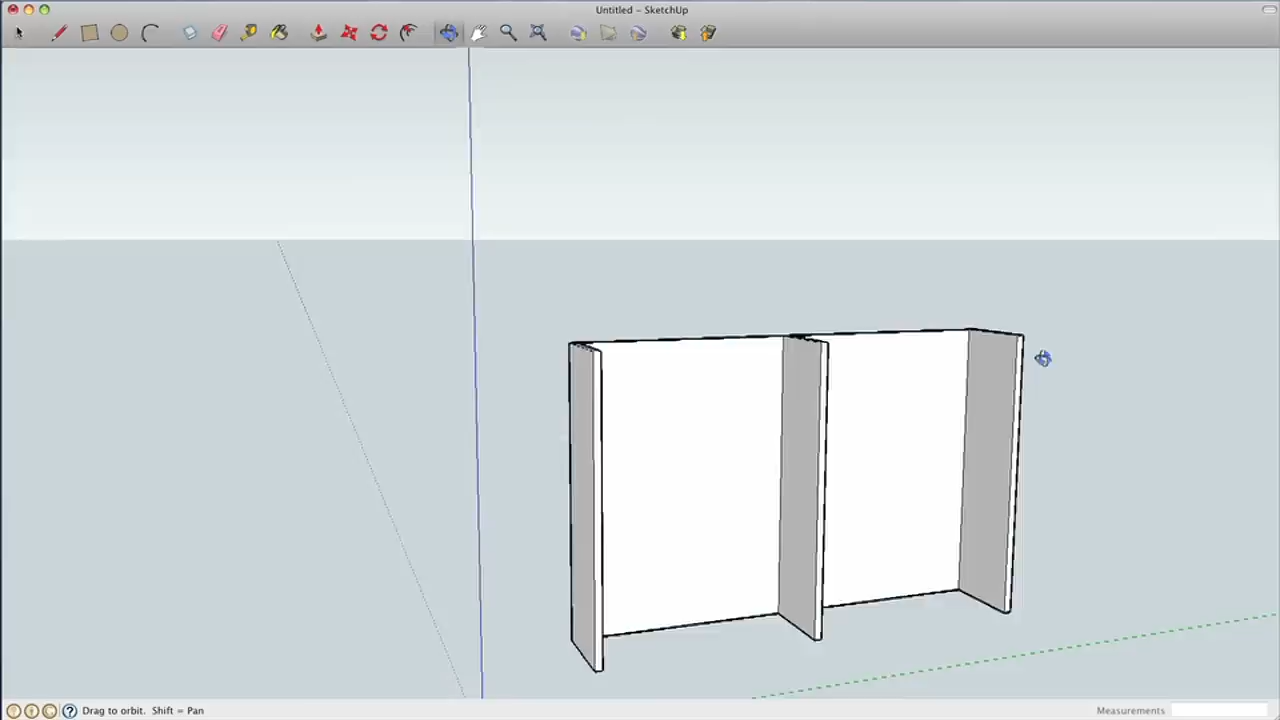 Untitled – SketchUp
Drag to orbit. Shift = Pan
Measurements